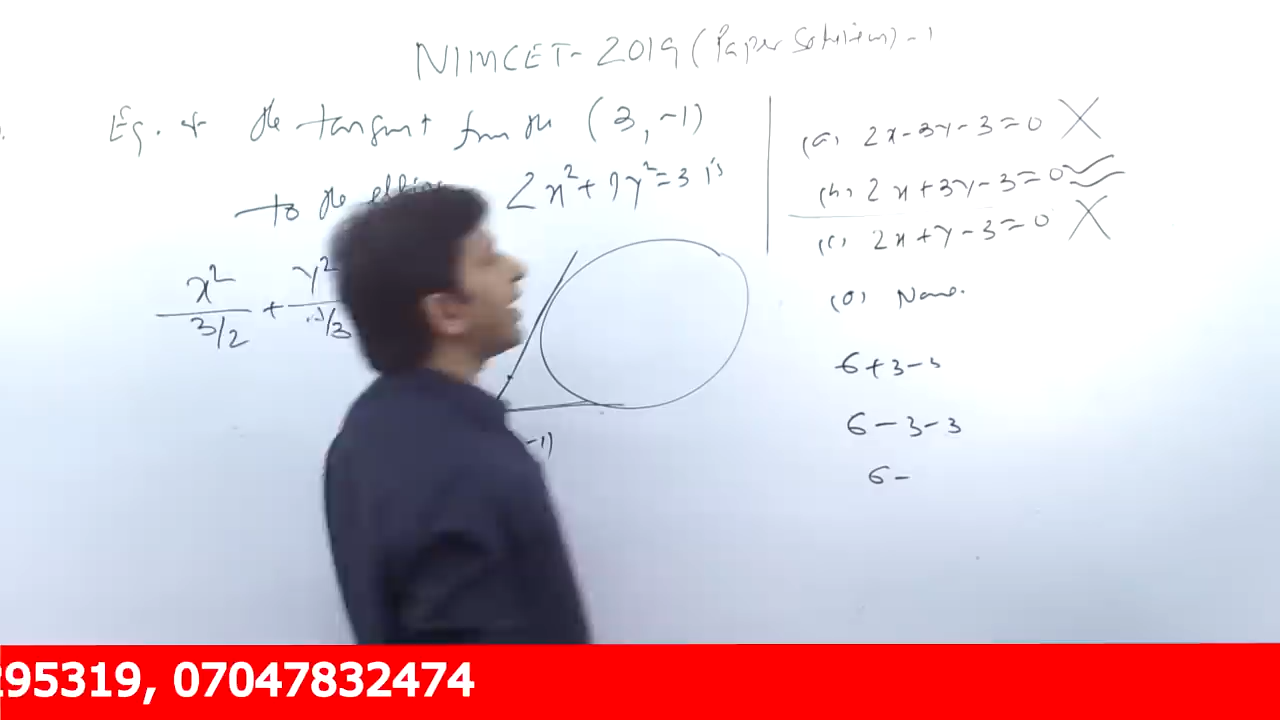 NIMCET-2019 (Paper Solution)-1
Eq. of the tangent from the (3, -1)
to the 2x²+9y²=3 is
x²/3/2 + y²/ /3
-1)
(a) 2x-3y-3=0
(b) 2x+3y-3=0
(c) 2x+y-3=0
(d) None.
6+3-3
6-3-3
6-
295319, 07047832474